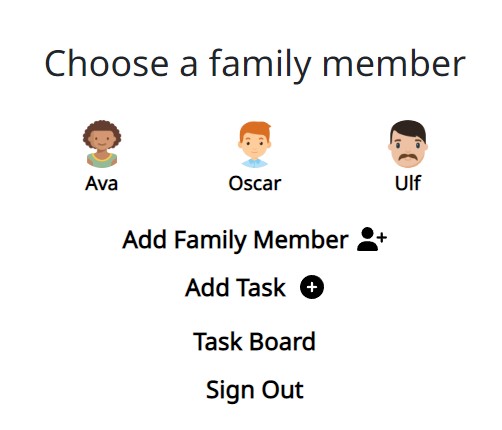 Choose a family member
Ava Oscar Ulf
Add Family Member
Add Task
Task Board
Sign Out